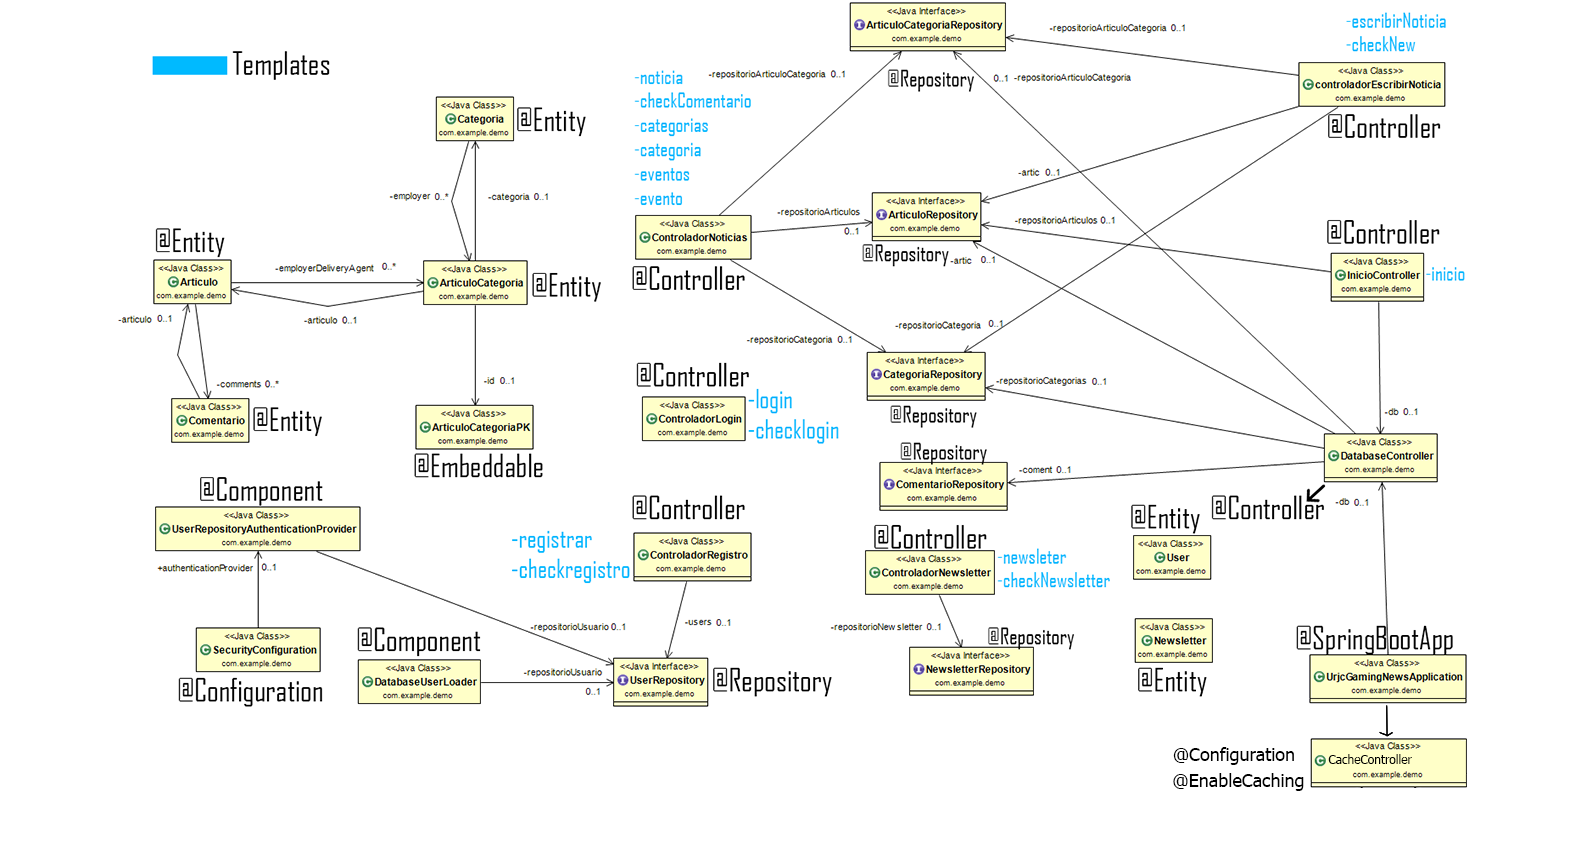 Templates
<<Java Class>>
Categoria
com.example.demo
@Entity
-employer 0..*
-categoria 0..1
@Entity
<<Java Class>>
Articulo
com.example.demo
-employerDeliveryAgent 0..*
<<Java Class>>
ArticuloCategoria
com.example.demo
@Entity
-articulo 0..1
-articulo 0..1
-comments 0..*
-id 0..1
<<Java Class>>
Comentario
com.example.demo
@Entity
<<Java Class>>
ArticuloCategoriaPK
com.example.demo
@Embeddable
@Component
<<Java Class>>
UserRepositoryAuthenticationProvider
com.example.demo
+authenticationProvider 0..1
<<Java Class>>
SecurityConfiguration
com.example.demo
@Configuration
@Component
<<Java Class>>
DatabaseUserLoader
com.example.demo
-repositorioUsuario 0..1
-repositorioUsuario
0..1
-registrar
-checkregistro
@Controller
<<Java Class>>
ControladorRegistro
com.example.demo
-users 0..1
<<Java Interface>>
UserRepository
com.example.demo
@Repository
-noticia
-checkComentario
-categorias
-categoria
-eventos
-evento
<<Java Class>>
ControladorNoticias
com.example.demo
@Controller
-repositorioArticuloCategoria 0..1
-repositorioArticulos
0..1
-repositorioCategoria 0..1
@Controller
<<Java Class>>
ControladorLogin
com.example.demo
-login
-checklogin
<<Java Interface>>
ArticuloCategoriaRepository
com.example.demo
@Repository
-repositorioArticuloCategoria 0..1
0..1 -repositorioArticuloCategoria
-escribirNoticia
-checkNew
<<Java Class>>
controladorEscribirNoticia
com.example.demo
@Controller
-artic 0..1
<<Java Interface>>
ArticuloRepository
com.example.demo
@Repository
-artic 0..1
-repositorioArticulos 0..1
@Controller
<<Java Class>>
InicioController
com.example.demo
-inicio
-repositorioCategoria 0..1
<<Java Interface>>
CategoriaRepository
com.example.demo
@Repository
-repositorioCategorias 0..1
-db 0..1
<<Java Class>>
DatabaseController
com.example.demo
@Controller
-db 0..1
@Repository
<<Java Interface>>
ComentarioRepository
com.example.demo
-coment 0..1
@Controller
<<Java Class>>
ControladorNewsletter
com.example.demo
-newsleter
-checkNewsletter
-repositorioNewsletter 0..1
@Repository
<<Java Interface>>
NewsletterRepository
com.example.demo
@Entity
<<Java Class>>
User
com.example.demo
<<Java Class>>
Newsletter
com.example.demo
@Entity
@SpringBootApp
<<Java Class>>
UrjcGamingNewsApplication
com.example.demo
@Configuration
@EnableCaching
<<Java Class>>
CacheController
com.example.demo